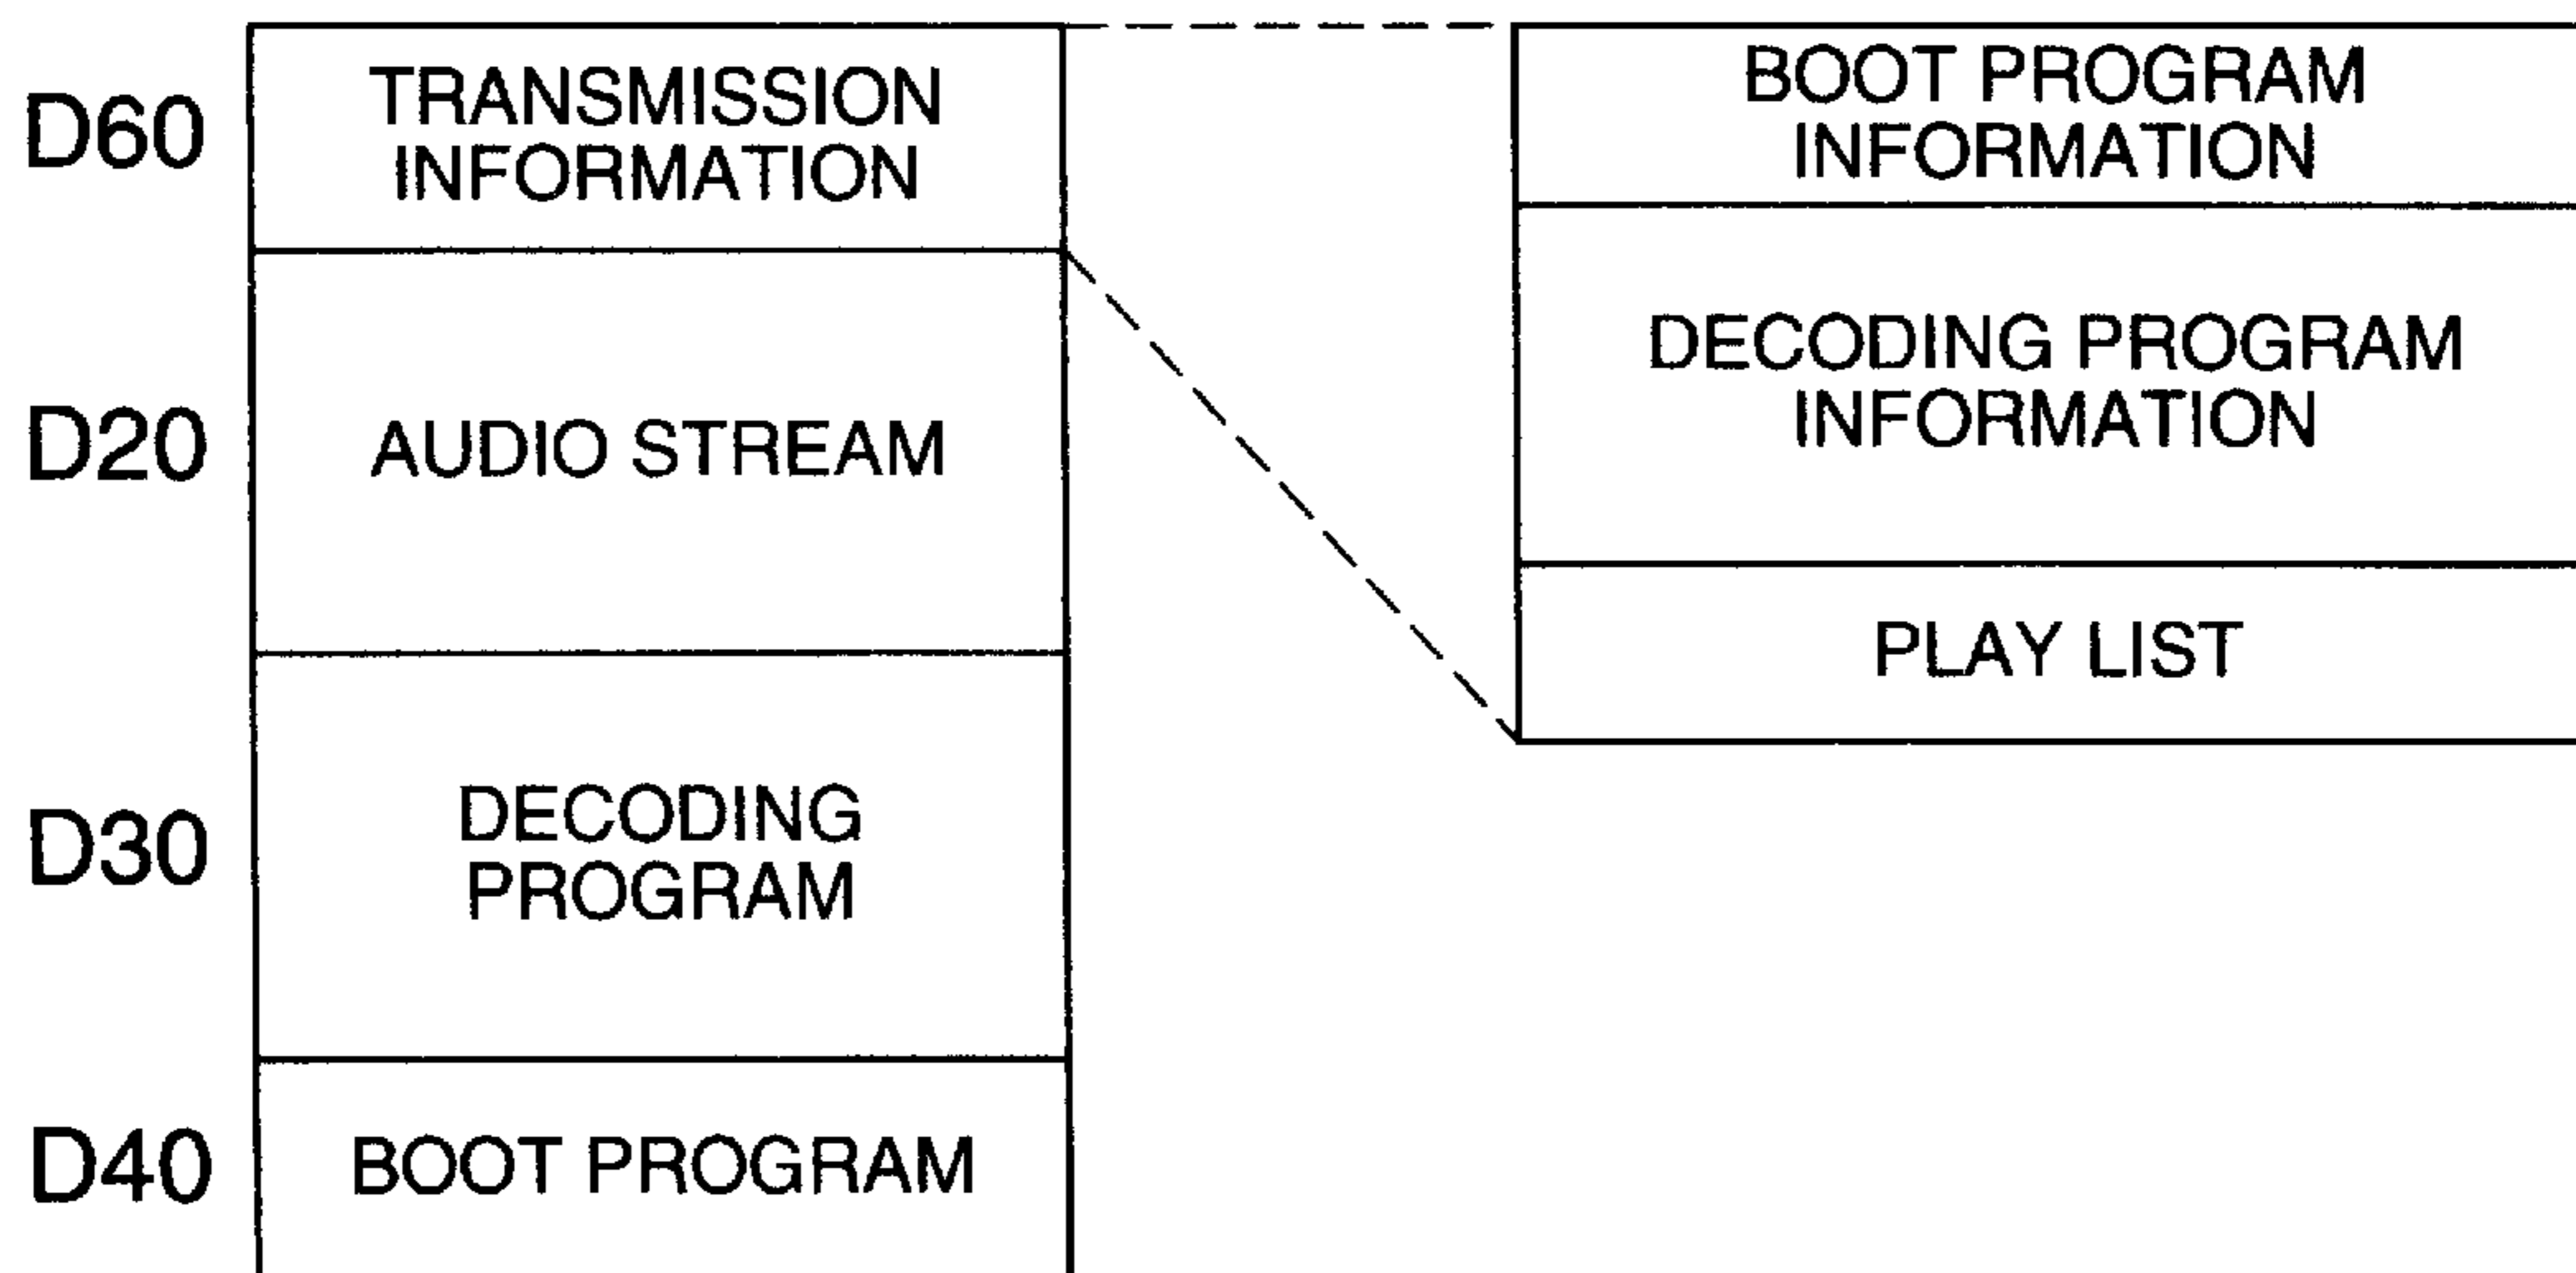 D60
TRANSMISSION
INFORMATION
D20
AUDIO STREAM
D30
DECODING
PROGRAM
D40
BOOT PROGRAM
BOOT PROGRAM
INFORMATION
DECODING PROGRAM
INFORMATION
PLAY LIST